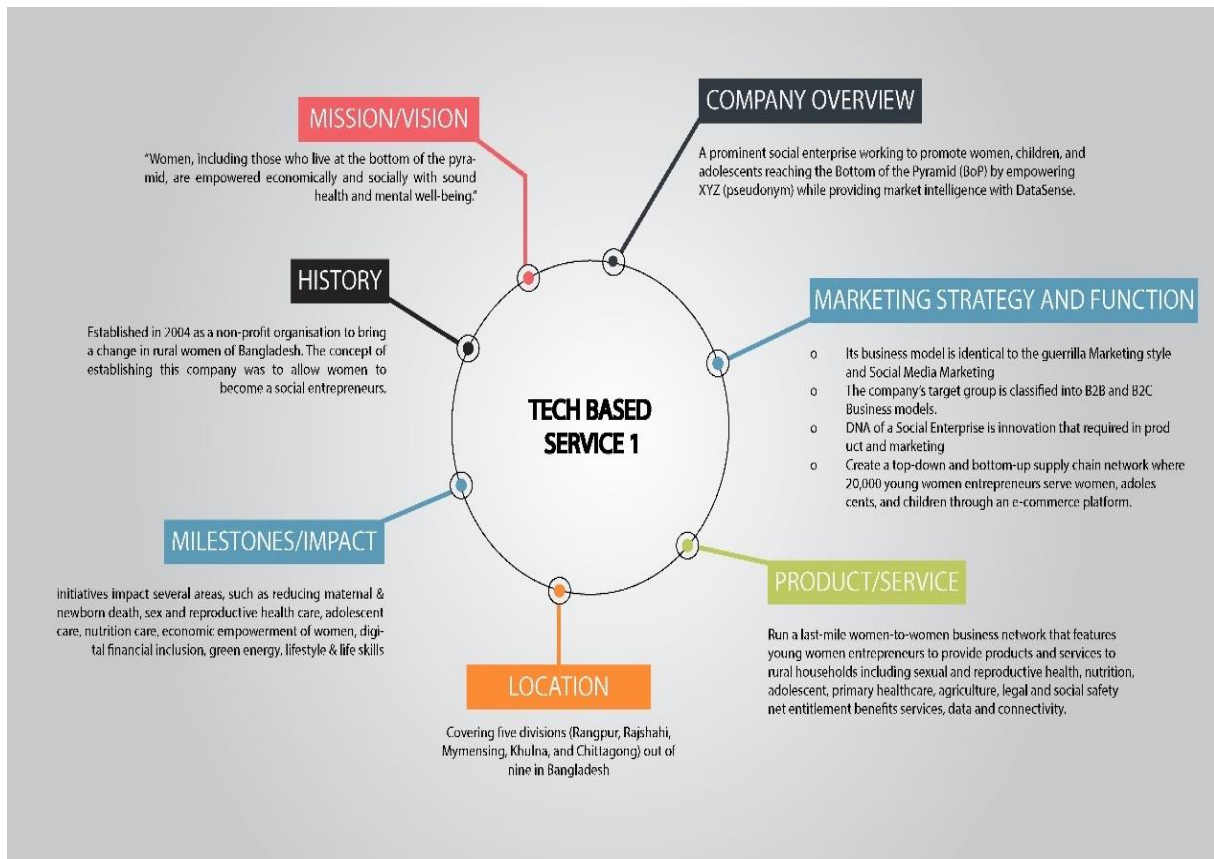 COMPANY OVERVIEW
A prominent social enterprise working to promote women, children, and
adolescents reaching the Bottom of the Pyramid (BoP) by empowering
XYZ (pseudonym) while providing market intelligence with DataSense.
MISSION/VISION
"Women, including those who live at the bottom of the pyra-
mid, are empowered economically and socially with sound
health and mental well-being."
HISTORY
Established in 2004 as a non-profit organisation to bring
a change in rural women of Bangladesh. The concept of
establishing this company was to allow women to
become a social entrepreneurs.
MARKETING STRATEGY AND FUNCTION
o Its business model is identical to the guerrilla Marketing style
and Social Media Marketing
o The company's target group is classified into B2B and B2C
Business models.
o DNA of a Social Enterprise is innovation that required in prod
uct and marketing
o Create a top-down and bottom-up supply chain network where
20,000 young women entrepreneurs serve women, adoles
cents, and children through an e-commerce platform.
TECH BASED
SERVICE 1
MILESTONES/IMPACT
initiatives impact several areas, such as reducing maternal &
newborn death, sex and reproductive health care, adolescent
care, nutrition care, economic empowerment of women, digi-
tal financial inclusion, green energy, lifestyle & life skills
PRODUCT/SERVICE
Run a last-mile women-to-women business network that features
young women entrepreneurs to provide products and services to
rural households including sexual and reproductive health, nutrition,
adolescent, primary healthcare, agriculture, legal and social safety
net entitlement benefits services, data and connectivity.
LOCATION
Covering five divisions (Rangpur, Rajshahi,
Mymensing, Khulna, and Chittagong) out of
nine in Bangladesh